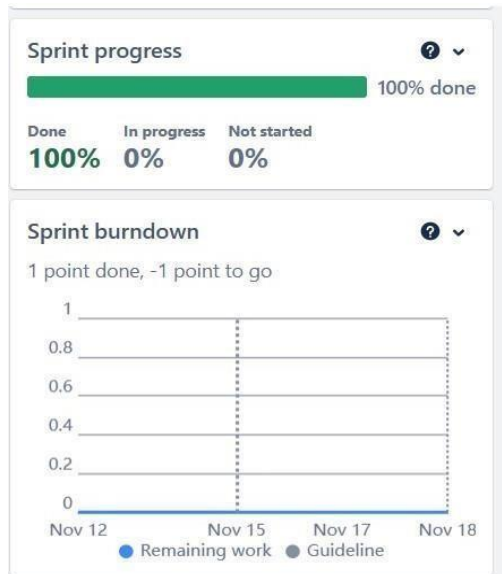 Sprint progress
100% done
Done In progress Not started
100% 0% 0%
Sprint burndown
1 point done, -1 point to go
1
0.8
0.6
0.4
0.2
0
Nov 12 Nov 15 Nov 17 Nov 18
Remaining work Guideline